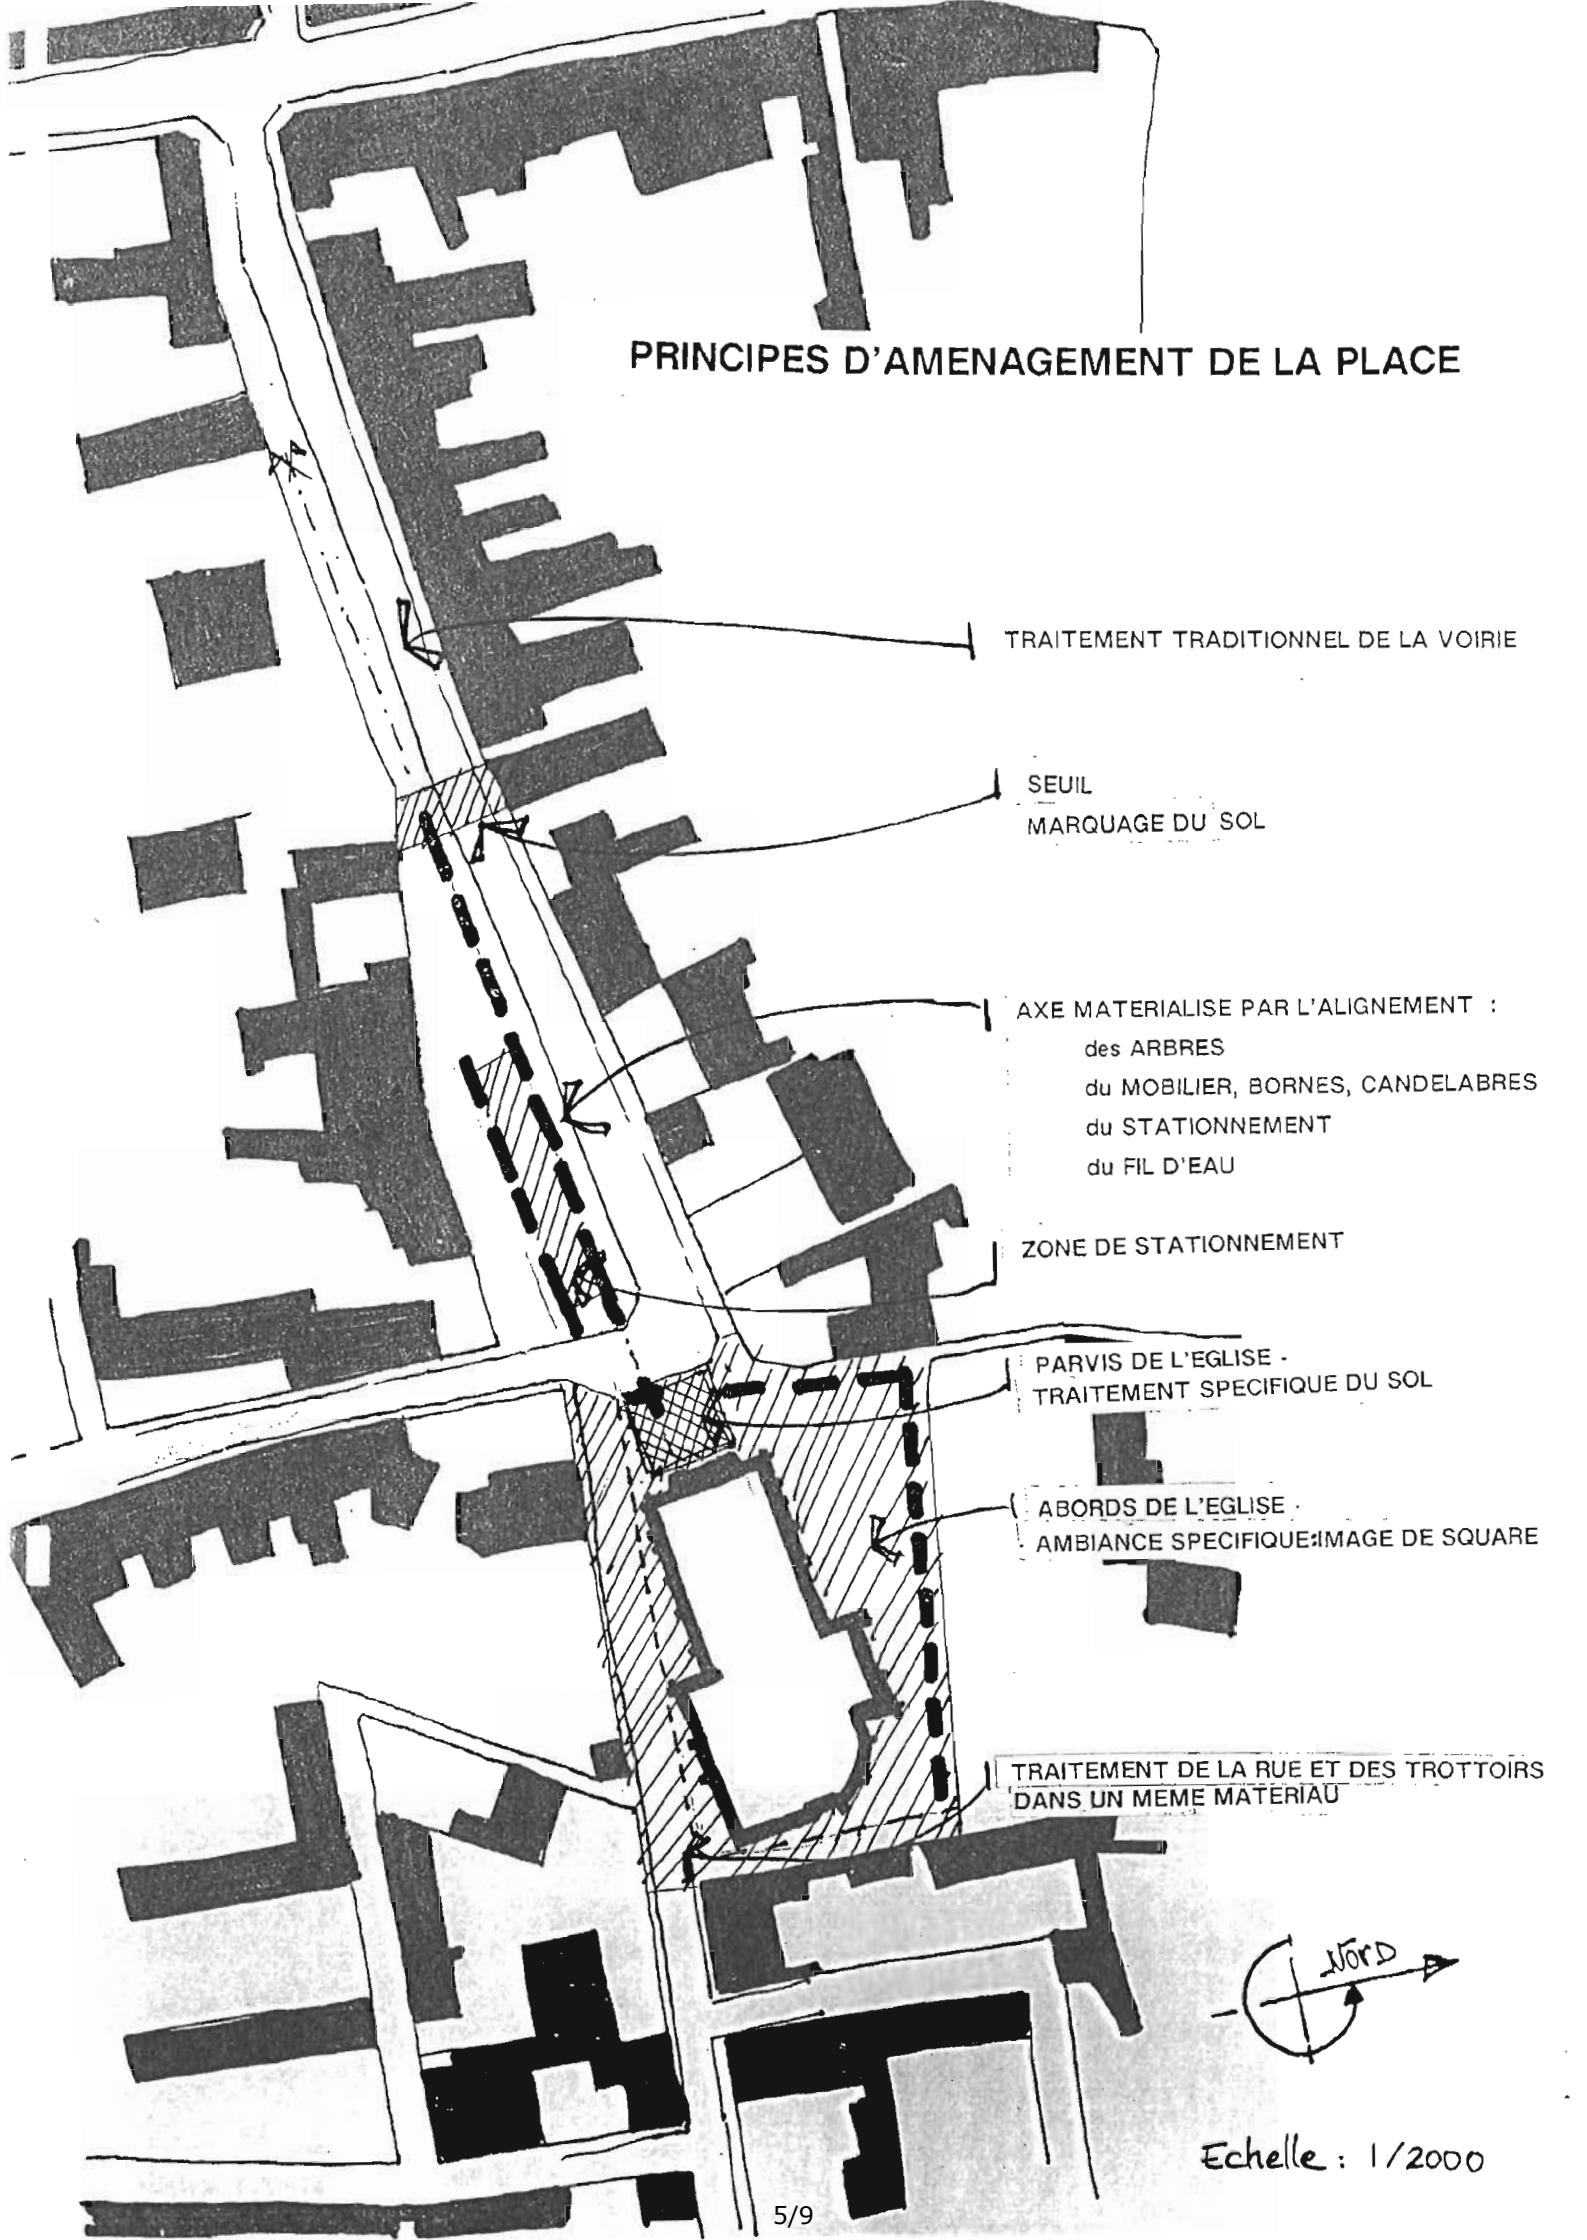 PRINCIPES D'AMENAGEMENT DE LA PLACE
TRAITEMENT TRADITIONNEL DE LA VOIRIE
SEUIL
MARQUAGE DU SOL
AXE MATERIALISE PAR L'ALIGNEMENT :
des ARBRES
du MOBILIER, BORNES, CANDELABRES
du STATIONNEMENT
du FIL D'EAU
ZONE DE STATIONNEMENT
PARVIS DE L'EGLISE -
TRAITEMENT SPECIFIQUE DU SOL
ABORDS DE L'EGLISE -
AMBIANCE SPECIFIQUE:IMAGE DE SQUARE
TRAITEMENT DE LA RUE ET DES TROTTOIRS
DANS UN MEME MATERIAU
NORD
Echelle : 1/2000
5/9